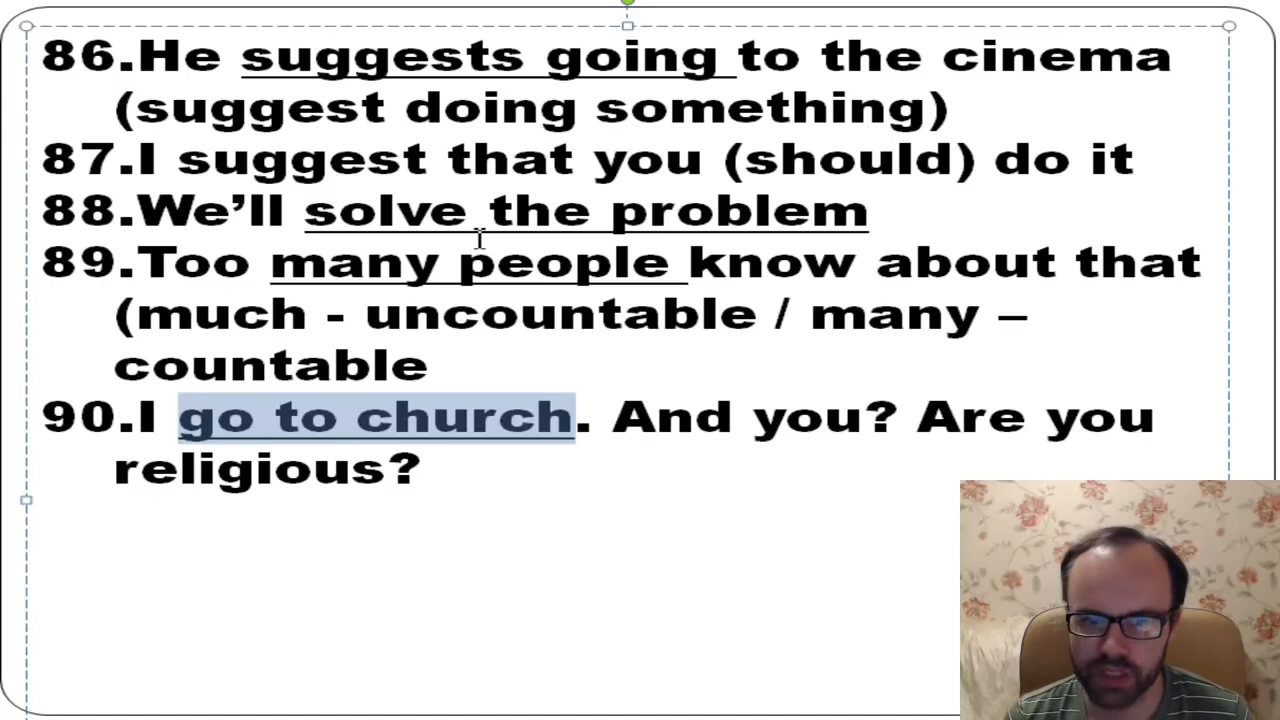 86.He suggests going to the cinema
(suggest doing something)
87.I suggest that you (should) do it
88.We’ll solve the problem
89.Too many people know about that
(much - uncountable / many –
countable
90.I go to church. And you? Are you
religious?